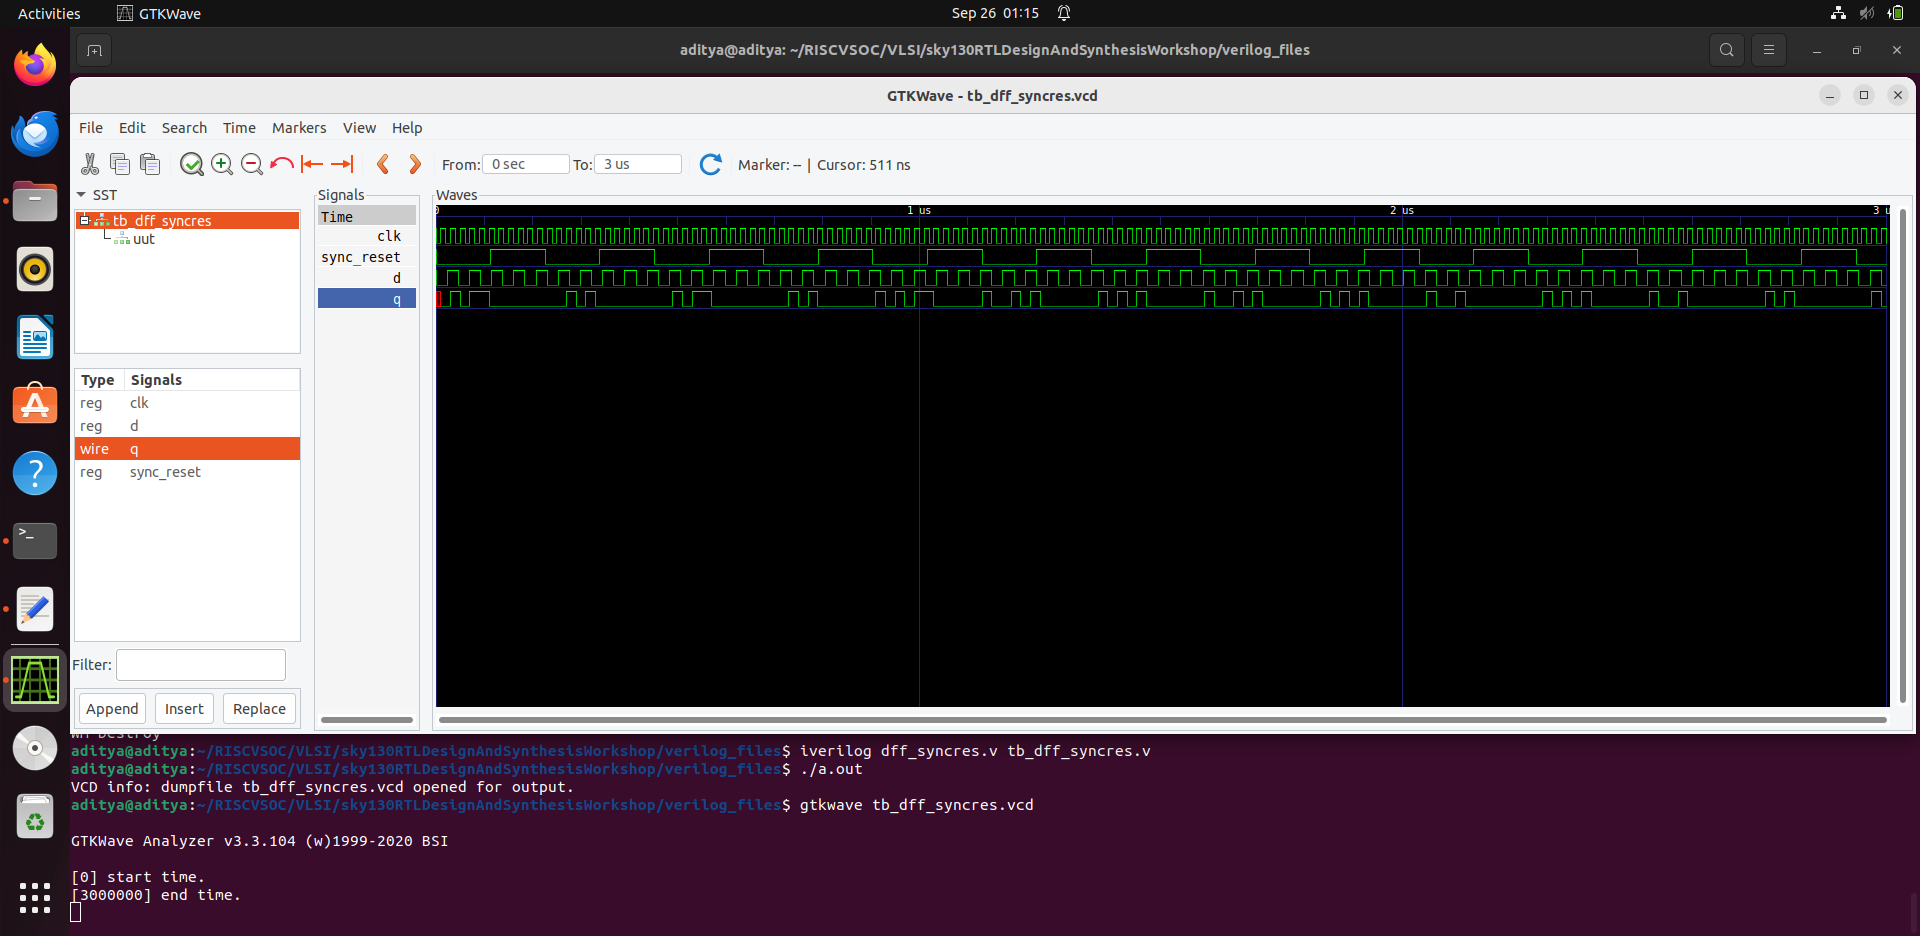 Activities GTKWave Sep 26 01:15
aditya@aditya: ~/RISCVSOC/VLSI/sky130RTLDesignAndSynthesisWorkshop/verilog_files
GTKWave - tb_dff_syncres.vcd
File Edit Search Time Markers View Help
From: 0 sec To: 3 us Marker: -- | Cursor: 511 ns
SST
tb_dff_syncres
uut
Type Signals
reg clk
reg d
wire q
reg sync_reset
Filter:
Append Insert Replace
Signals
Time
clk
sync_reset
d
q
Waves
0 1 us 2 us 3 u
WM Destroy
aditya@aditya:~/RISCVSOC/VLSI/sky130RTLDesignAndSynthesisWorkshop/verilog_files$ iverilog dff_syncres.v tb_dff_syncres.v
aditya@aditya:~/RISCVSOC/VLSI/sky130RTLDesignAndSynthesisWorkshop/verilog_files$ ./a.out
VCD info: dumpfile tb_dff_syncres.vcd opened for output.
aditya@aditya:~/RISCVSOC/VLSI/sky130RTLDesignAndSynthesisWorkshop/verilog_files$ gtkwave tb_dff_syncres.vcd
GTKWave Analyzer v3.3.104 (w)1999-2020 BSI
[0] start time.
[3000000] end time.